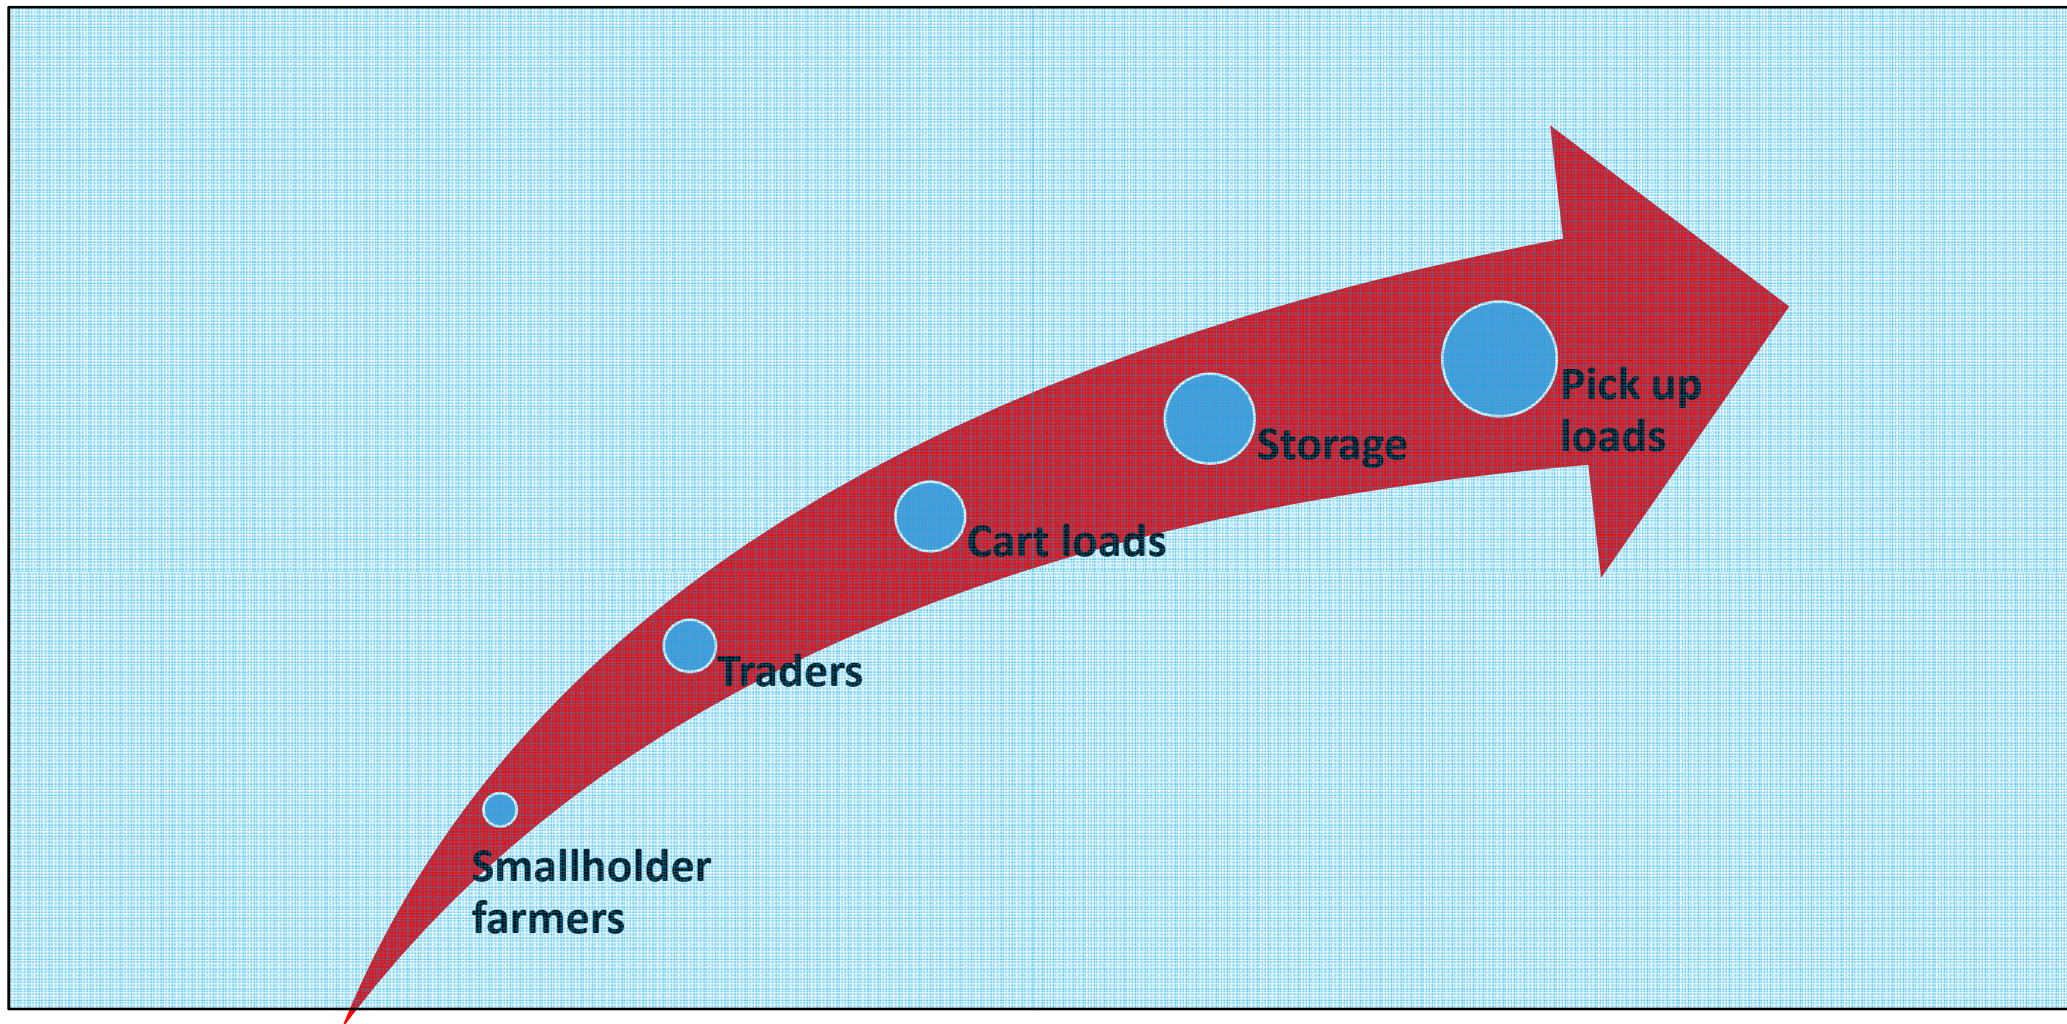 Pick up
loads
Storage
Cart loads
Traders
Smallholder
farmers